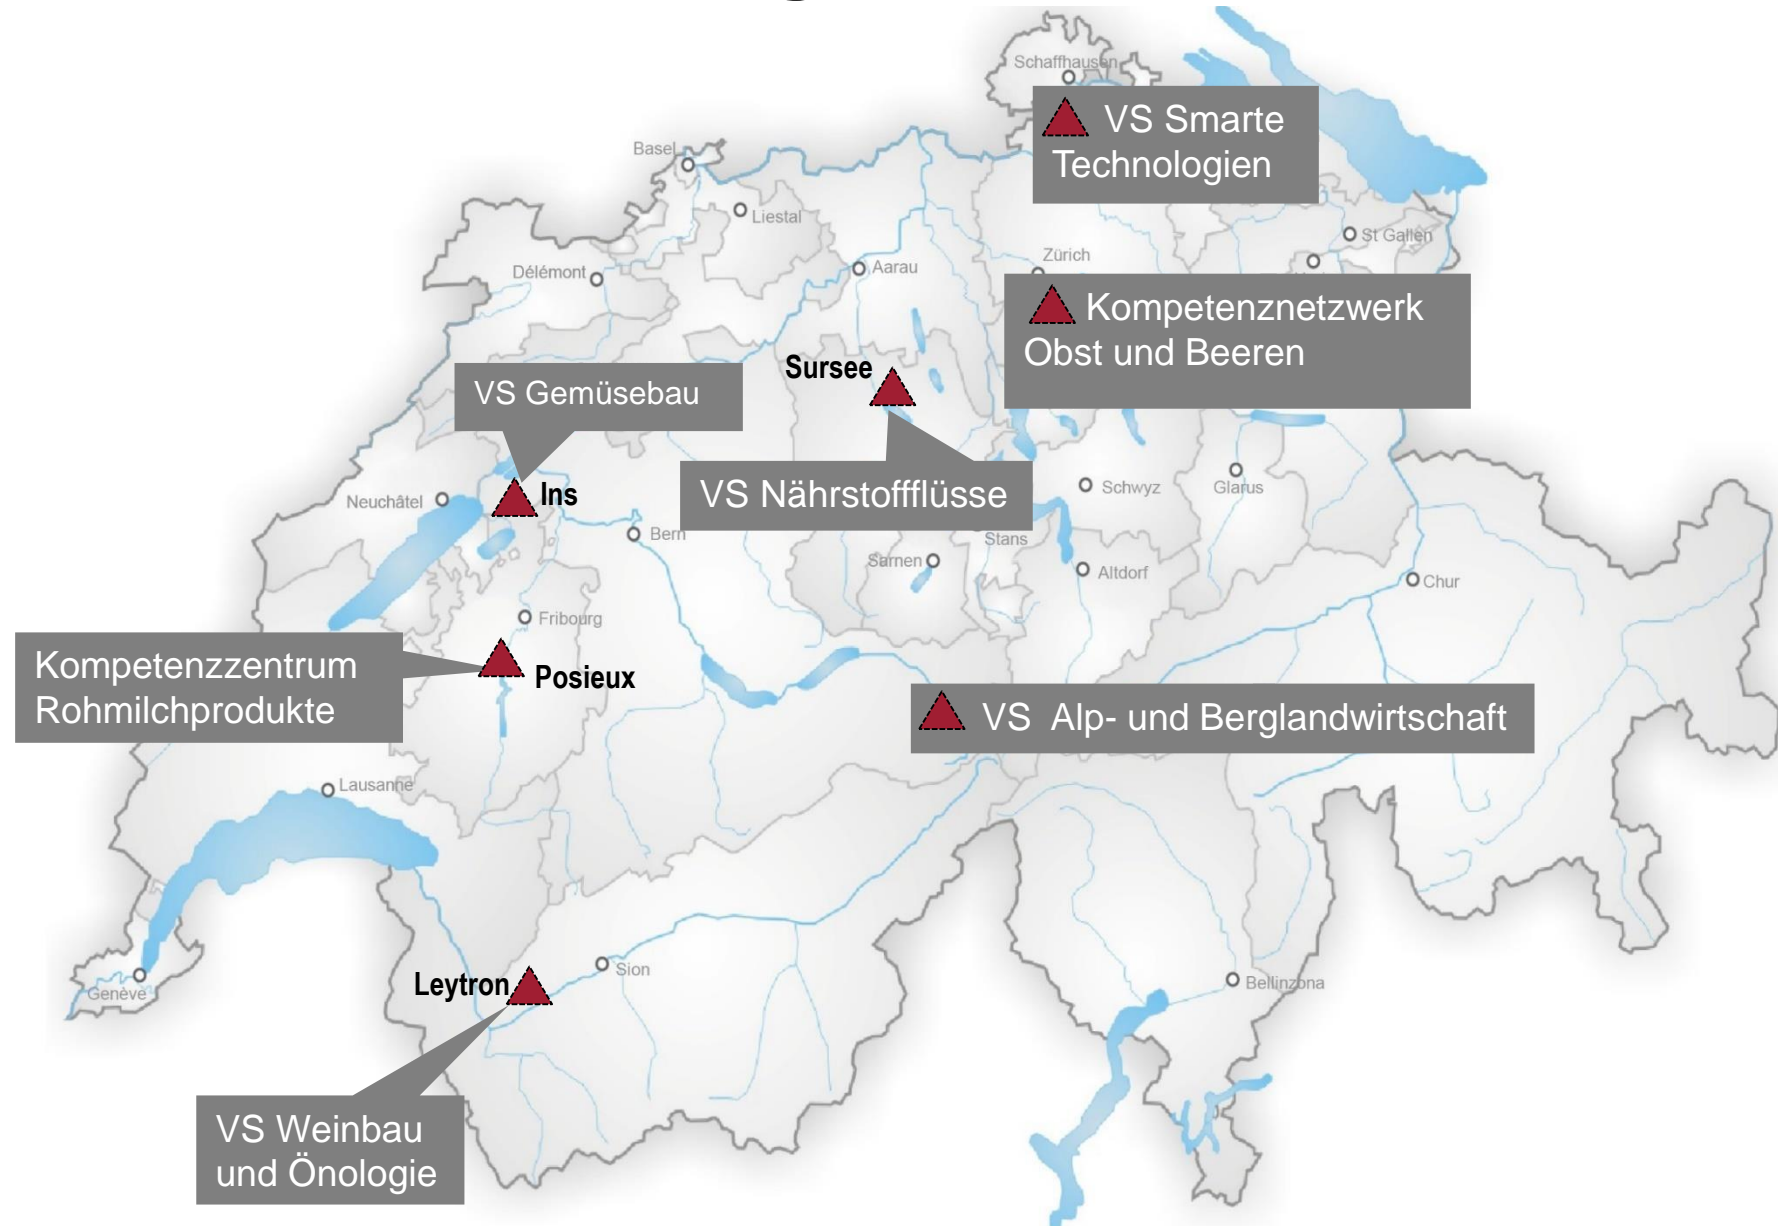 Schaffhausen
VS Smarte
Technologien
Basel
Liestal
St Gallen
Zürich
Aarau
Délémont
Kompetenznetzwerk
Obst und Beeren
Sursee
VS Gemüsebau
VS Nährstoffflüsse
Schwyz
Glarus
Neuchâtel
Ins
Bern
Stans
Sarnen
Altdorf
Chur
Fribourg
Kompetenzzentrum
Rohmilchprodukte
Posieux
VS Alp- und Berglandwirtschaft
Lausanne
Sion
Leytron
Bellinzona
Genève
VS Weinbau
und Önologie